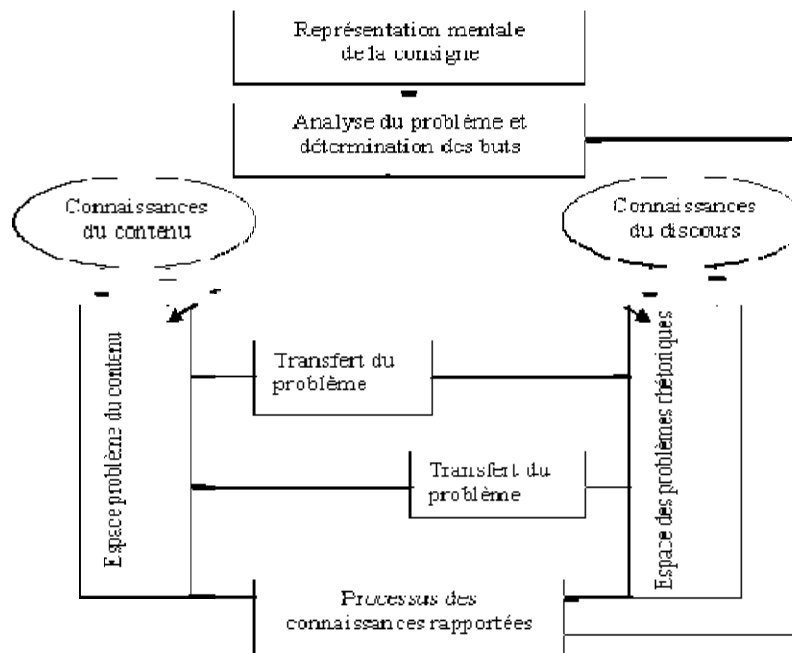 Représentation mentale
de la consigne
Analyse du problème et
détermination des buts
Connaissances
du contenu
Connaissances
du discours
Espace problème du contenu
Transfert du
problème
Transfert du
problème
Espace des problèmes rhétoriques
Processus des
connaissances rapportées